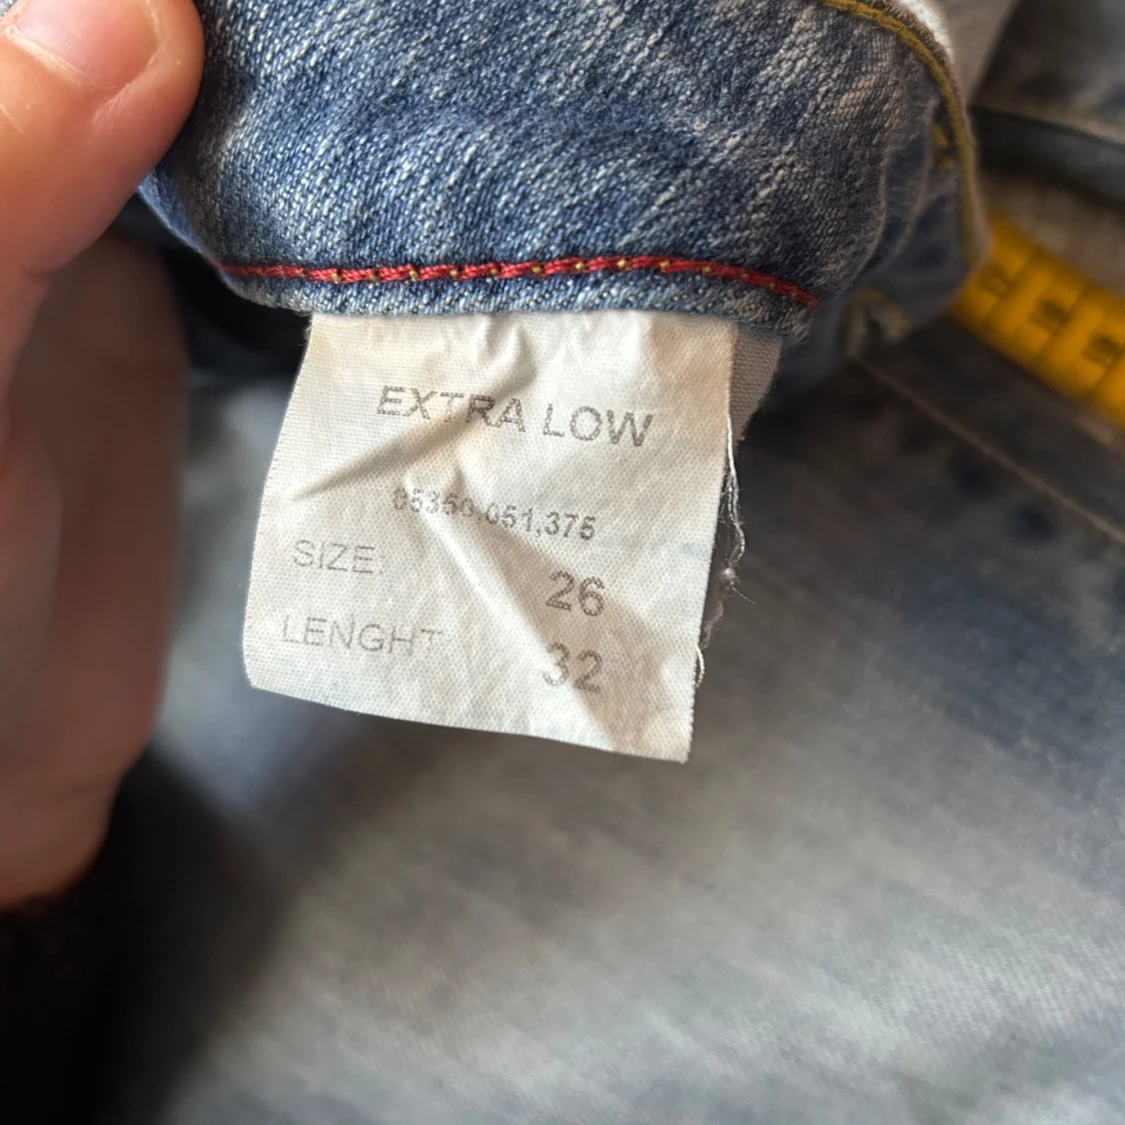 EXTRA LOW
05350.051.375
SIZE: 26
LENGHT 32